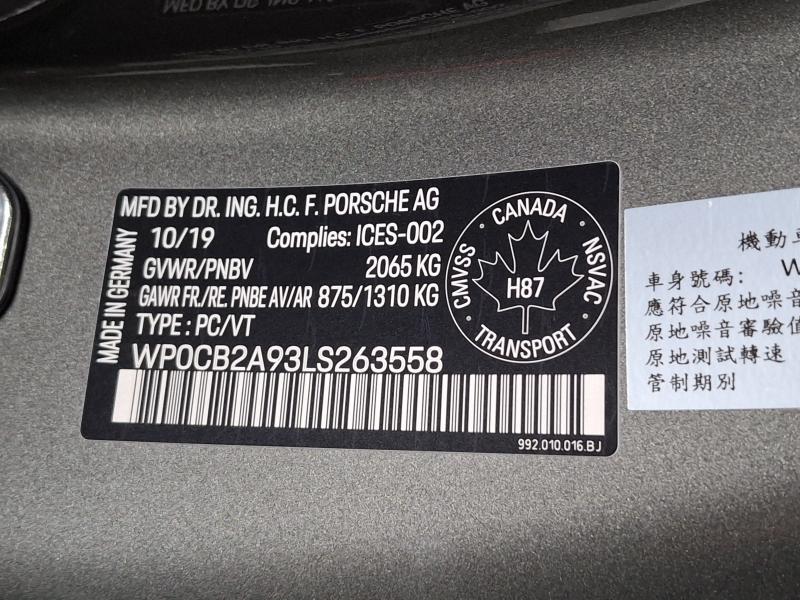 MFD BY DR. ING. H.C. F. PORSCHE AG
MADE IN GERMANY
10/19 Complies: ICES-002
GVWR/PNBV 2065 KG
GAWR FR./RE. PNBE AV/AR 875/1310 KG
TYPE : PC/VT
WP0CB2A93LS263558
992.010.016.BJ
CANADA
CMVSS · NSVAC
H87
TRANSPORT
機動車
車身號碼： W
應符合原地噪音
原地噪音審驗值
原地測試轉速
管制期別